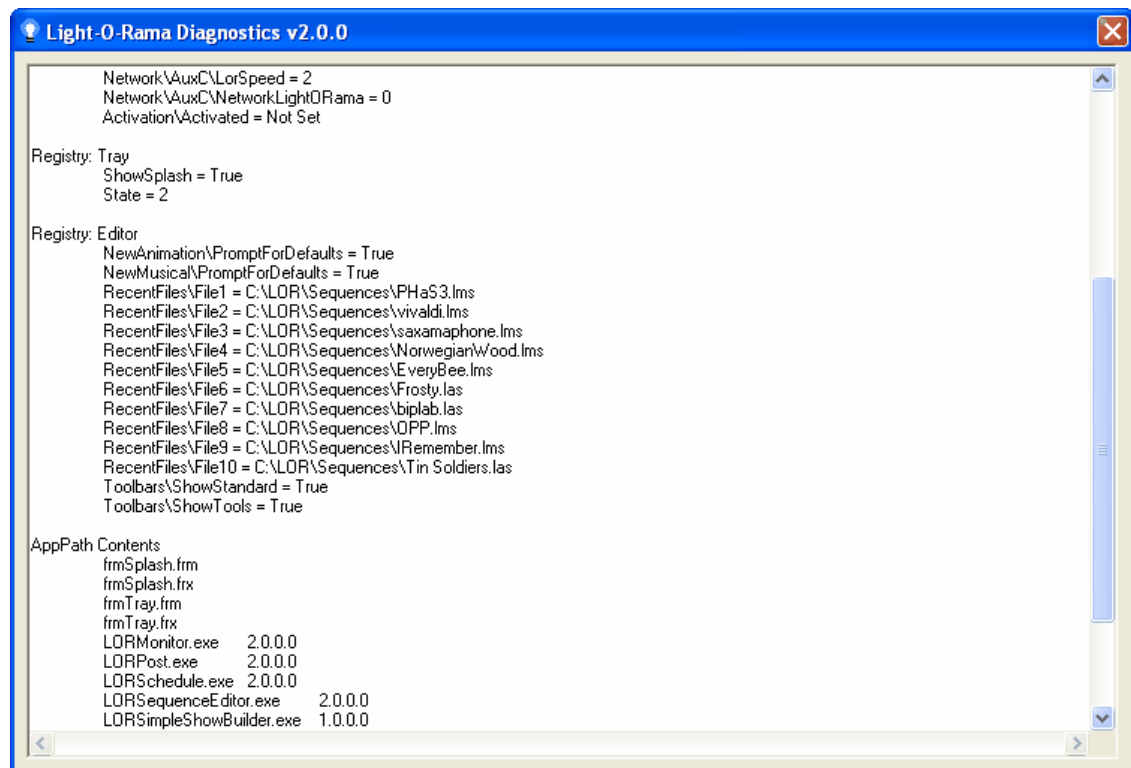 Light-O-Rama Diagnostics v2.0.0
Network\AuxC\LorSpeed = 2
Network\AuxC\NetworkLightORama = 0
Activation\Activated = Not Set
Registry: Tray
ShowSplash = True
State = 2
Registry: Editor
NewAnimation\PromptForDefaults = True
NewMusical\PromptForDefaults = True
RecentFiles\File1 = C:\LOR\Sequences\PHaS3.lms
RecentFiles\File2 = C:\LOR\Sequences\vivaldi.lms
RecentFiles\File3 = C:\LOR\Sequences\saxamaphone.lms
RecentFiles\File4 = C:\LOR\Sequences\NorwegianWood.lms
RecentFiles\File5 = C:\LOR\Sequences\EveryBee.lms
RecentFiles\File6 = C:\LOR\Sequences\Frosty.las
RecentFiles\File7 = C:\LOR\Sequences\biplab.las
RecentFiles\File8 = C:\LOR\Sequences\OPP.lms
RecentFiles\File9 = C:\LOR\Sequences\IRemember.lms
RecentFiles\File10 = C:\LOR\Sequences\Tin Soldiers.las
Toolbars\ShowStandard = True
Toolbars\ShowTools = True
AppPath Contents
frmSplash.frm
frmSplash.frx
frmTray.frm
frmTray.frx
LORMonitor.exe 2.0.0.0
LORPost.exe 2.0.0.0
LORSchedule.exe 2.0.0.0
LORSequenceEditor.exe 2.0.0.0
LORSimpleShowBuilder.exe 1.0.0.0